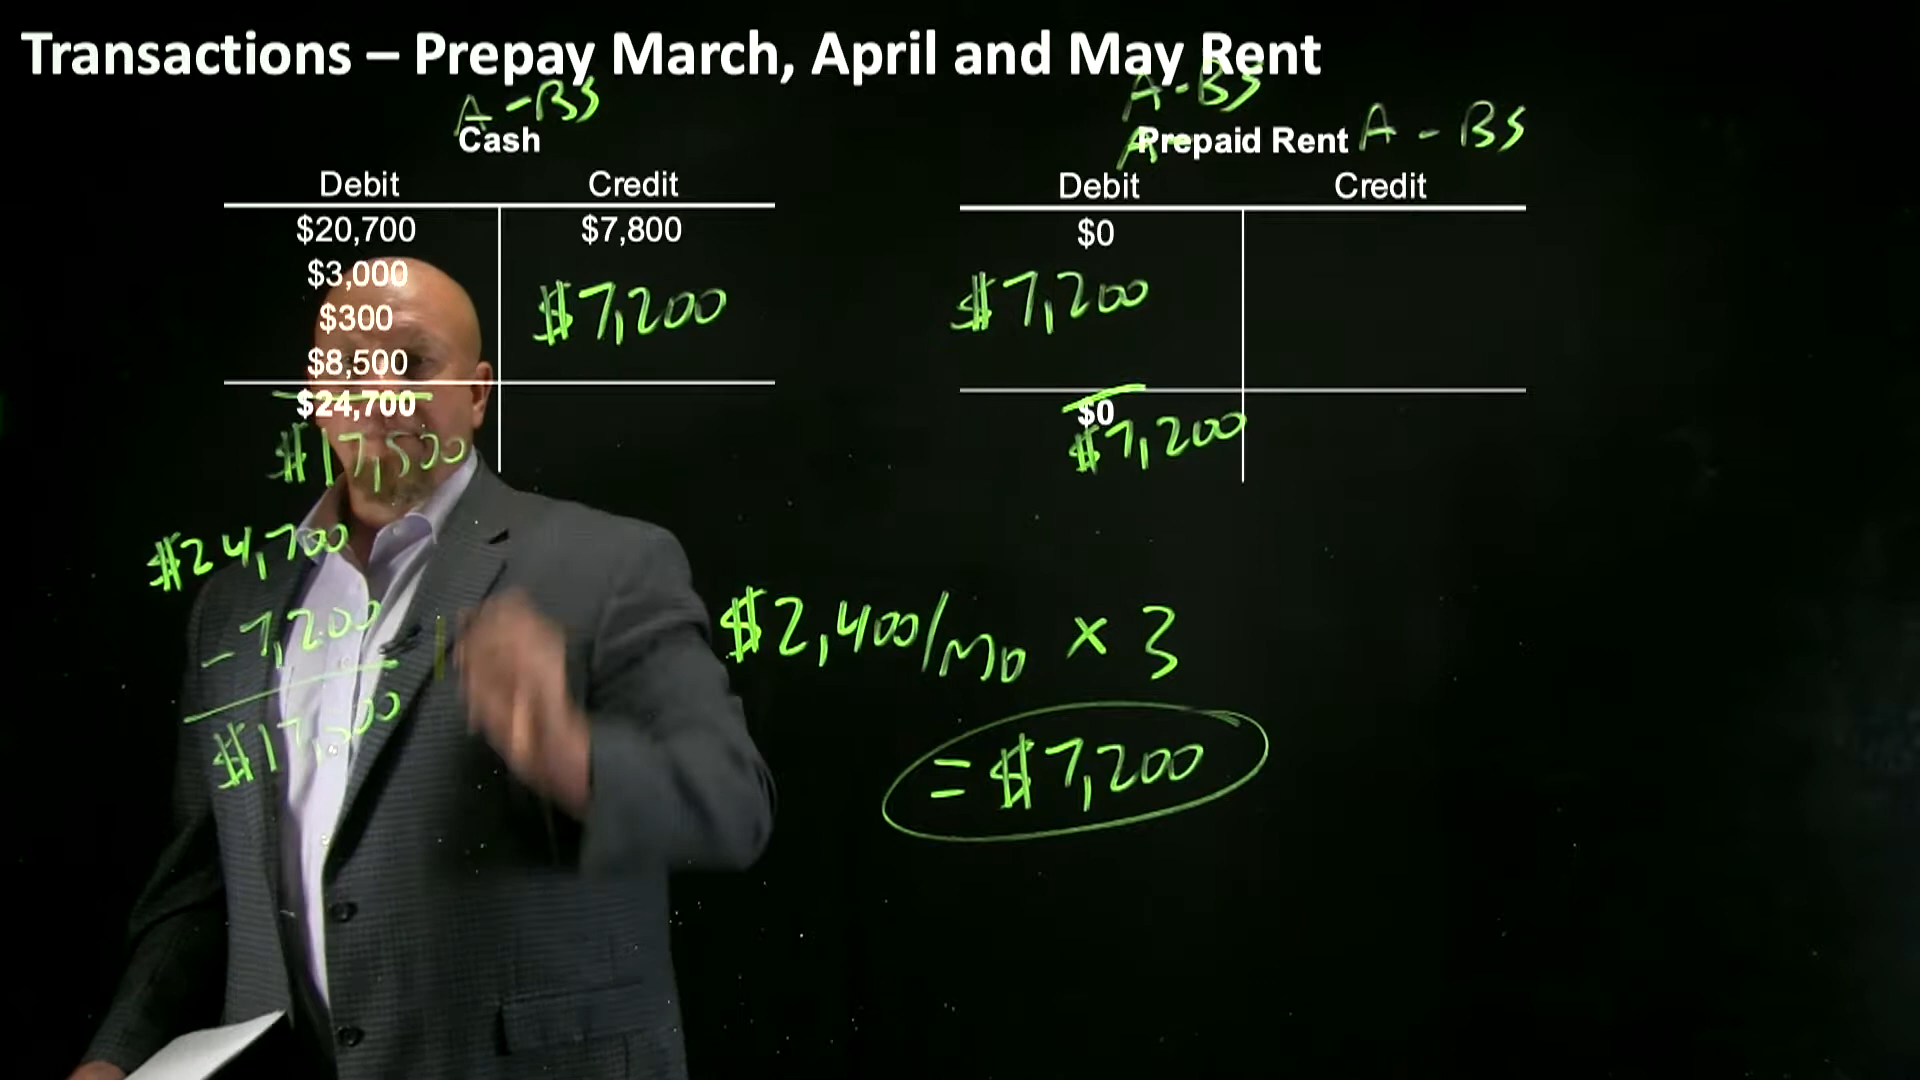 Transactions – Prepay March, April and May Rent
A - BS
Cash
Debit Credit
$20,700 $7,800
$3,000
$300
$8,500
$7,200
$24,700
$17,500
$24,700
- 7,200
A - BS
Prepaid Rent A - BS
Debit Credit
$0
$7,200
$0
$7,200
$2,400/mo x 3
= $7,200